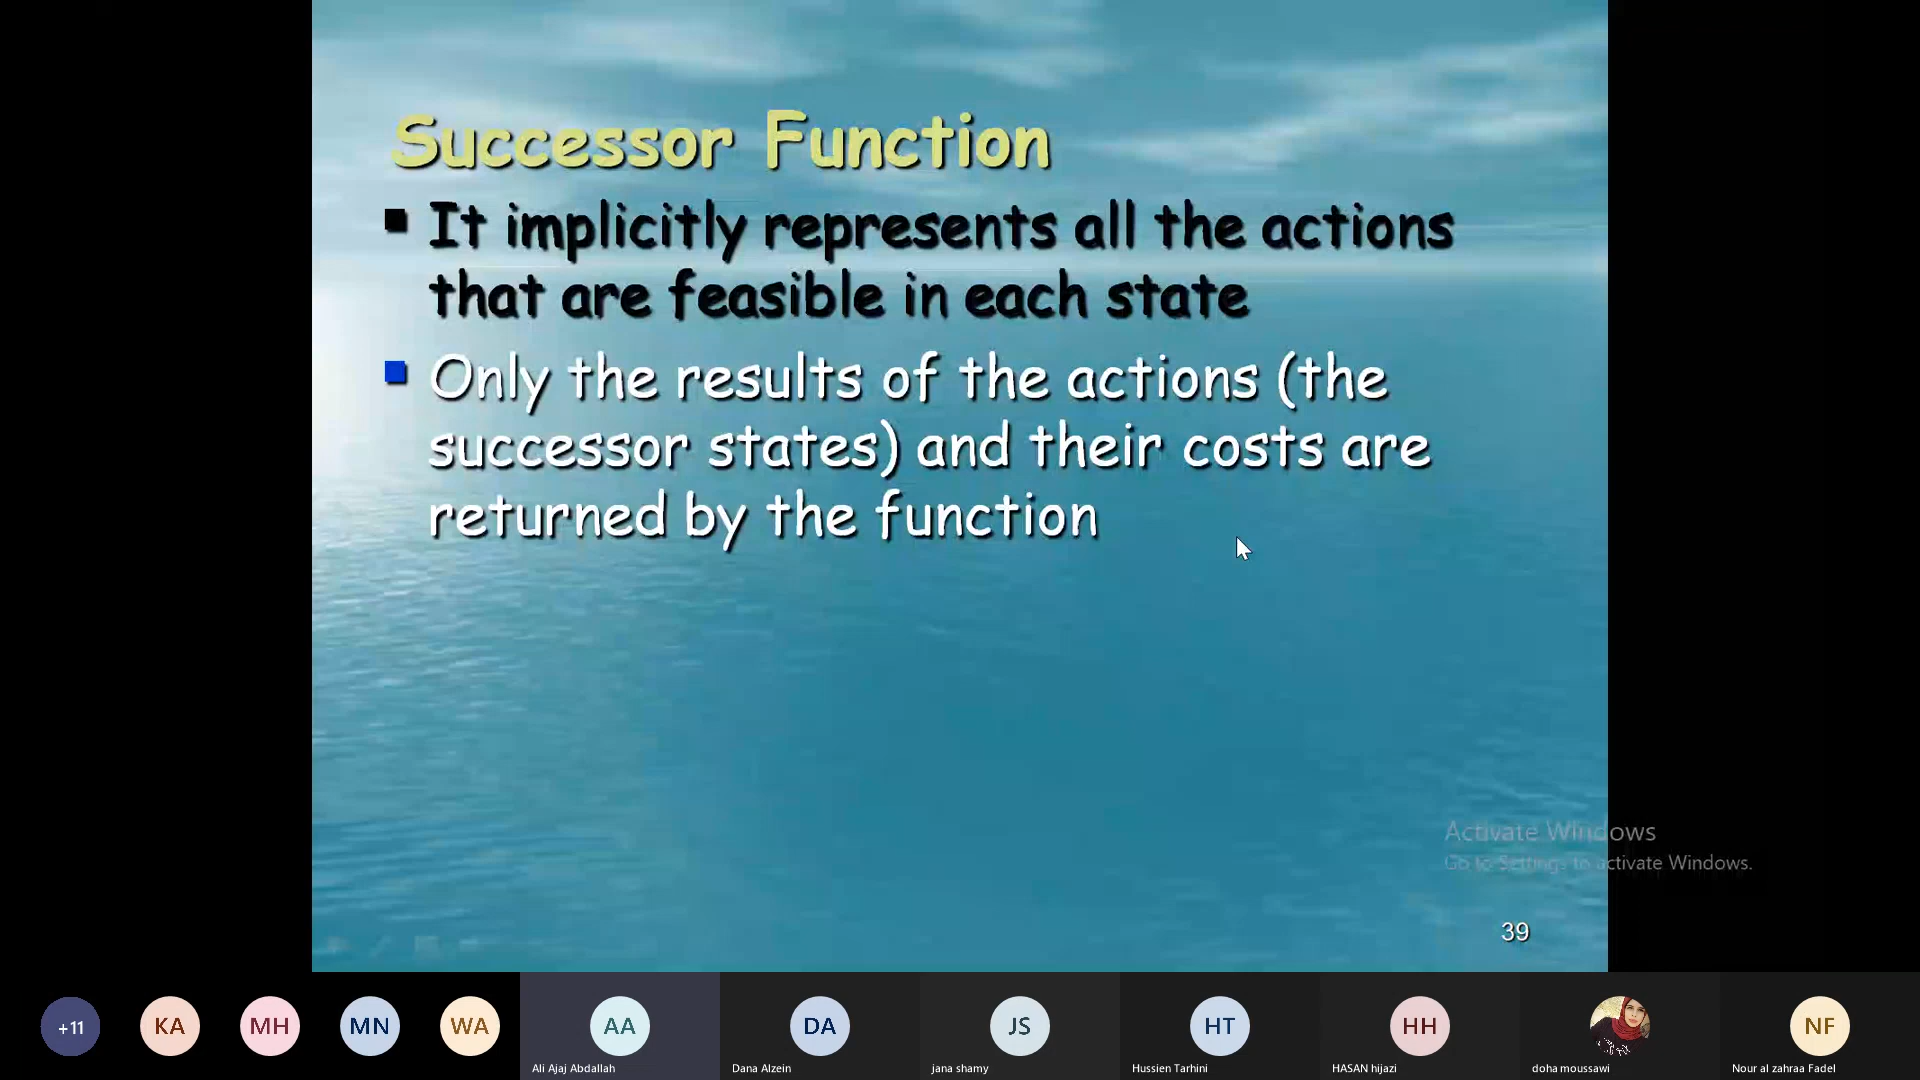 Successor Function
It implicitly represents all the actions
that are feasible in each state
Only the results of the actions (the
successor states) and their costs are
returned by the function
Activate Windows
Go to Settings to activate Windows.
39
+11
KA
MH
MN
WA
AA
DA
JS
HT
HH
NF
Ali Ajaj Abdallah
Dana Alzein
jana shamy
Hussien Tarhini
HASAN hijazi
doha moussawi
Nour al zahraa Fadel